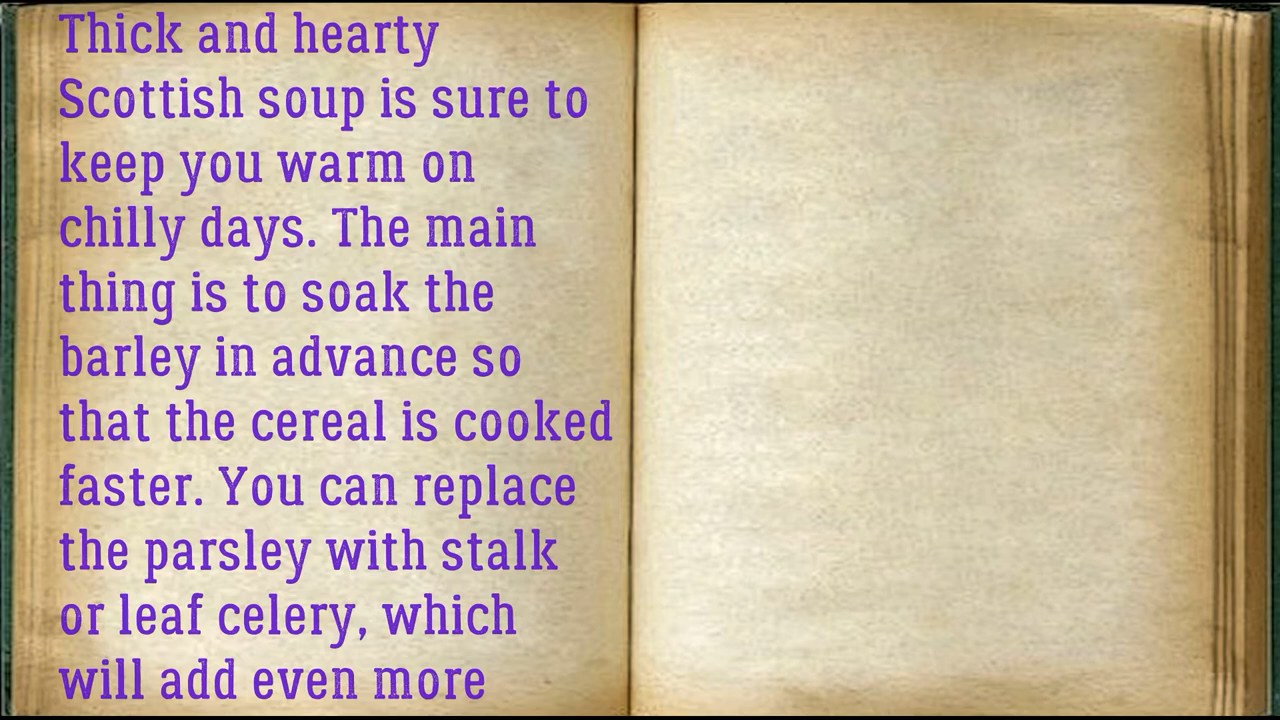 Thick and hearty
Scottish soup is sure to
keep you warm on
chilly days. The main
thing is to soak the
barley in advance so
that the cereal is cooked
faster. You can replace
the parsley with stalk
or leaf celery, which
will add even more